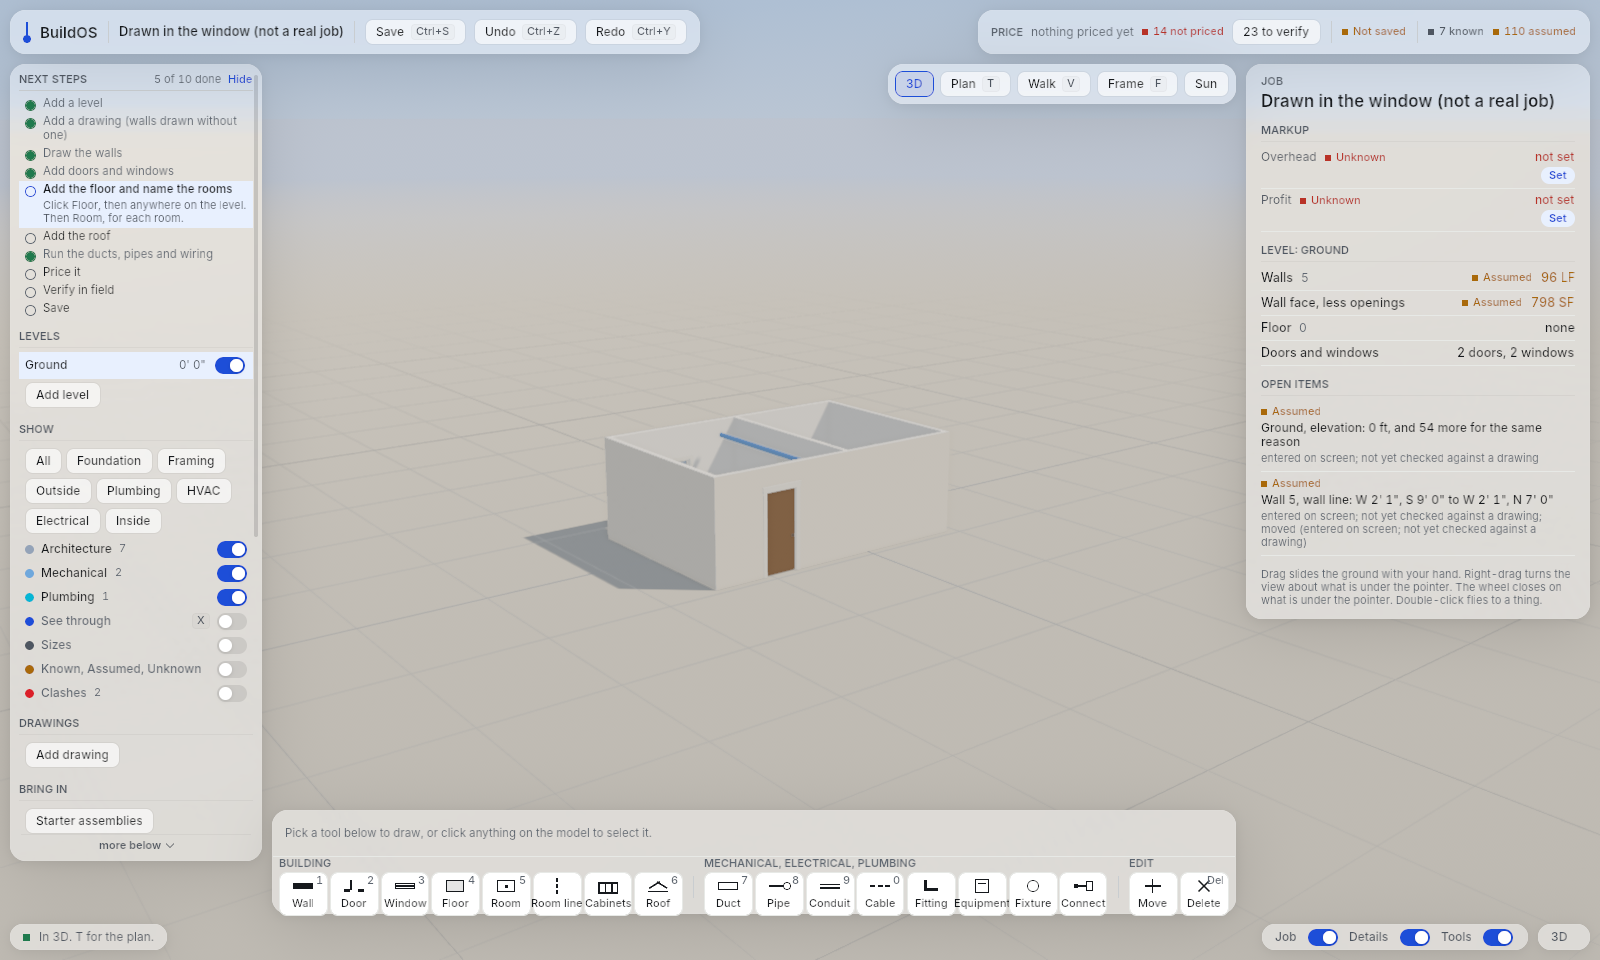 BuildOS
Drawn in the window (not a real job)
Save Ctrl+S
Undo Ctrl+Z
Redo Ctrl+Y
PRICE nothing priced yet 14 not priced 23 to verify Not saved 7 known 110 assumed
NEXT STEPS 5 of 10 done Hide
Add a level
Add a drawing (walls drawn without
one)
Draw the walls
Add doors and windows
Add the floor and name the rooms
Click Floor, then anywhere on the level.
Then Room, for each room.
Add the roof
Run the ducts, pipes and wiring
Price it
Verify in field
Save
LEVELS
Ground 0' 0"
Add level
SHOW
All Foundation Framing
Outside Plumbing HVAC
Electrical Inside
Architecture 7
Mechanical 2
Plumbing 1
See through X
Sizes
Known, Assumed, Unknown
Clashes 2
DRAWINGS
Add drawing
BRING IN
Starter assemblies
more below
3D Plan T Walk V Frame F Sun
JOB
Drawn in the window (not a real job)
MARKUP
Overhead Unknown not set
Set
Profit Unknown not set
Set
LEVEL: GROUND
Walls 5 Assumed 96 LF
Wall face, less openings Assumed 798 SF
Floor 0 none
Doors and windows 2 doors, 2 windows
OPEN ITEMS
Assumed
Ground, elevation: 0 ft, and 54 more for the same
reason
entered on screen; not yet checked against a drawing
Assumed
Wall 5, wall line: W 2' 1", S 9' 0" to W 2' 1", N 7' 0"
entered on screen; not yet checked against a drawing;
moved (entered on screen; not yet checked against a
drawing)
Drag slides the ground with your hand. Right-drag turns the
view about what is under the pointer. The wheel closes on
what is under the pointer. Double-click flies to a thing.
Pick a tool below to draw, or click anything on the model to select it.
BUILDING MECHANICAL, ELECTRICAL, PLUMBING EDIT
1 2 3 4 5 6 7 8 9 0 Del
Wall Door Window Floor Room Room line Cabinets Roof Duct Pipe Conduit Cable Fitting Equipment Fixture Connect Move Delete
In 3D. T for the plan.
Job Details Tools 3D